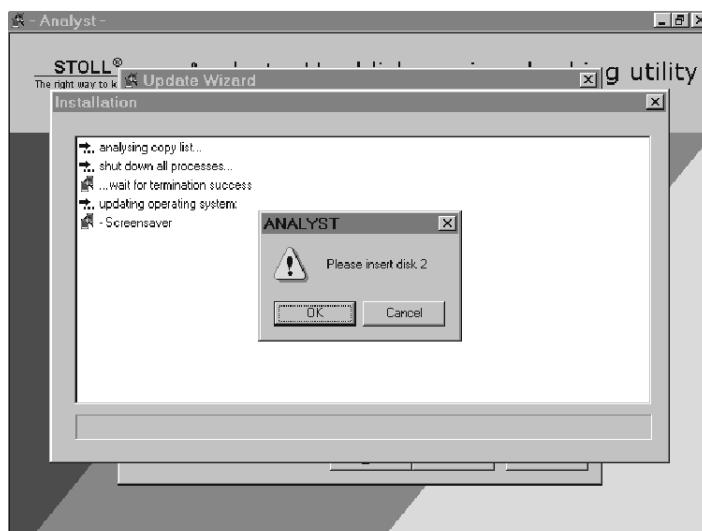 - Analyst -
STOLL®
The right way to k
g utility
Update Wizard
Installation
analysing copy list...
shut down all processes...
...wait for termination success
updating operating system:
- Screensaver
ANALYST
Please insert disk 2
OK
Cancel